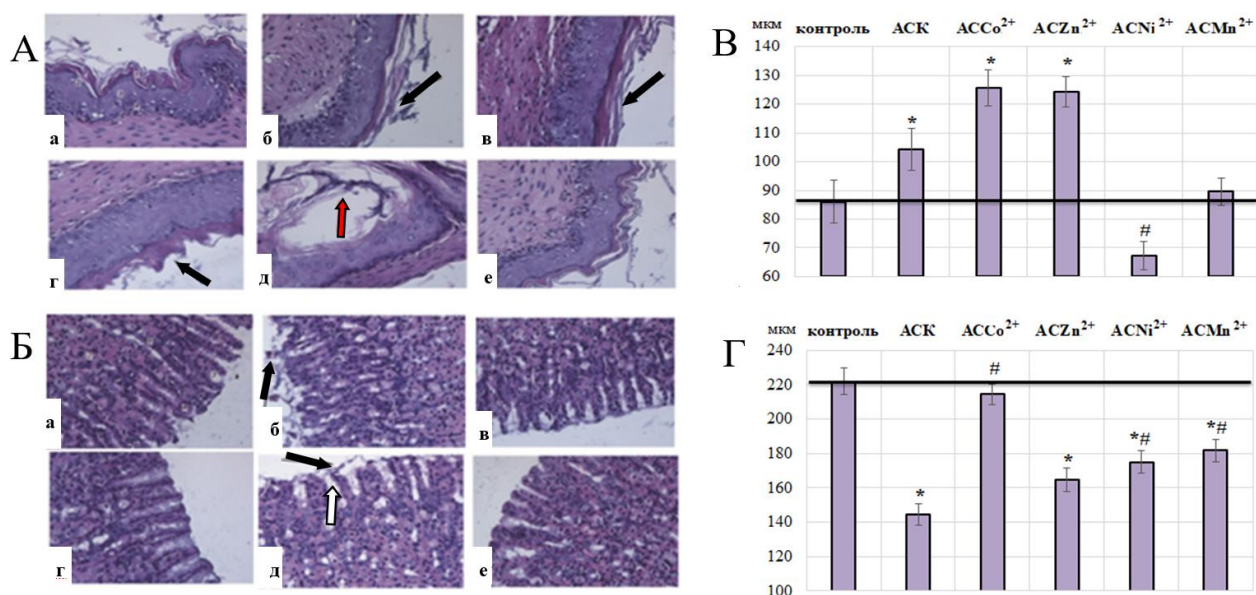 А
а
б
в
г
д
е
Б
а
б
в
г
д
е
В
мкм
контроль АСК АССо²⁺ АСZn²⁺ АСNi²⁺ АСMn²⁺
140
130
120
110
100
90
80
70
60
*
*
*
#
Г
мкм контроль АСК АССо²⁺ АСZn²⁺ АСNi²⁺ АСMn²⁺
240
220
200
180
160
140
120
100
*
#
*
*#
*#